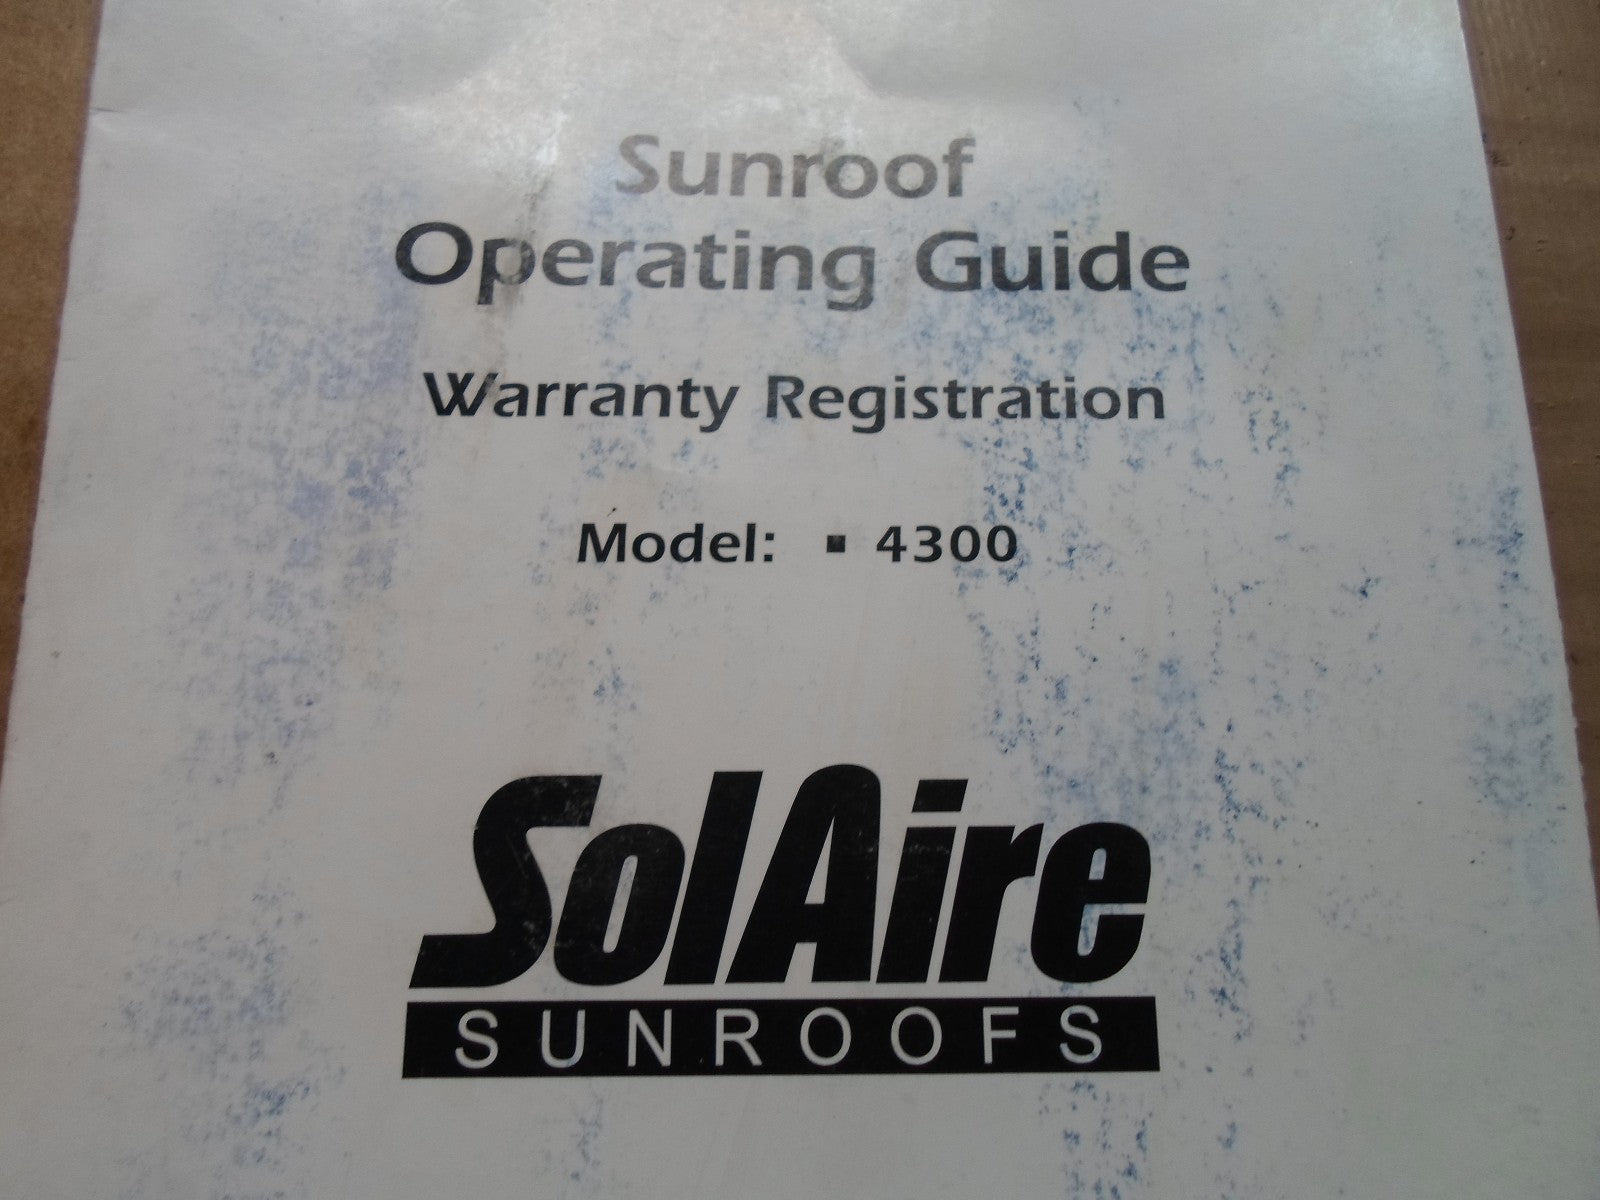 Sunroof
Operating Guide
Warranty Registration
Model: ▪ 4300
SolAire
SUNROOFS